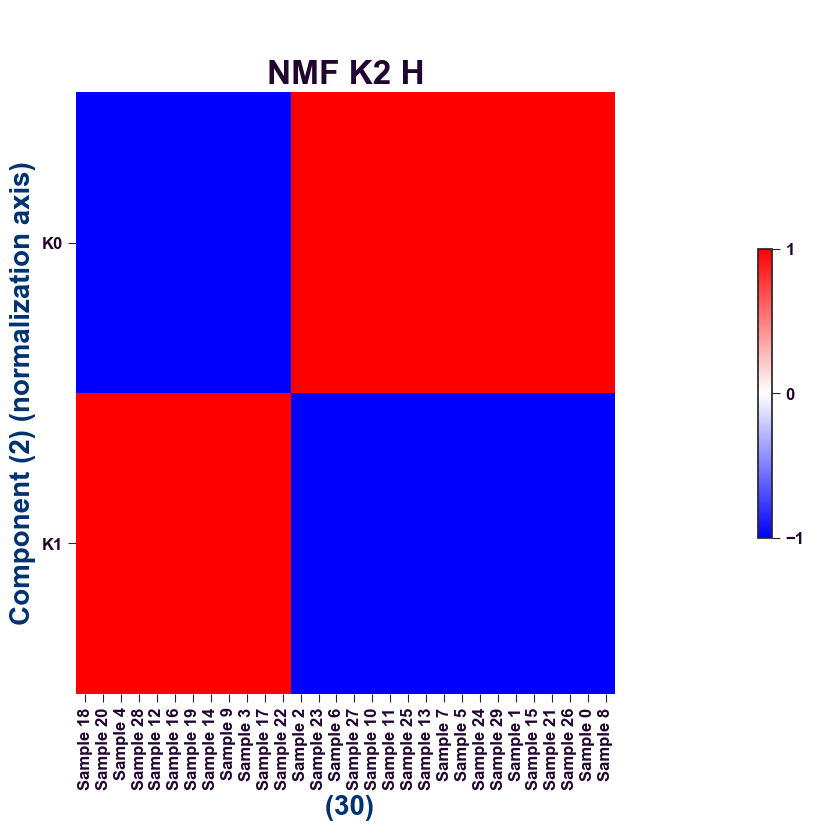 NMF K2 H
Component (2) (normalization axis)
K0
K1
1
0
−1
Sample 18
Sample 20
Sample 4
Sample 28
Sample 12
Sample 16
Sample 19
Sample 14
Sample 9
Sample 3
Sample 17
Sample 22
Sample 2
Sample 23
Sample 6
Sample 27
Sample 10
Sample 11
Sample 25
Sample 13
Sample 7
Sample 5
Sample 24
Sample 29
Sample 1
Sample 15
Sample 21
Sample 26
Sample 0
Sample 8
(30)